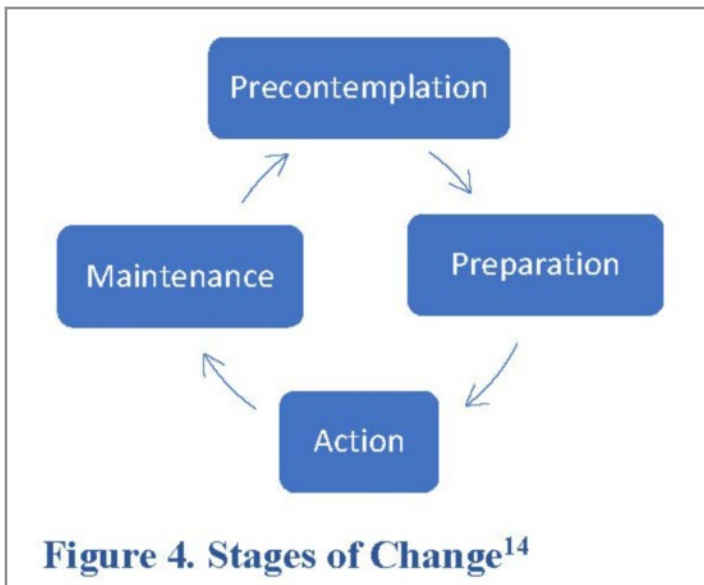 Precontemplation
Preparation
Maintenance
Action
Figure 4. Stages of Change14